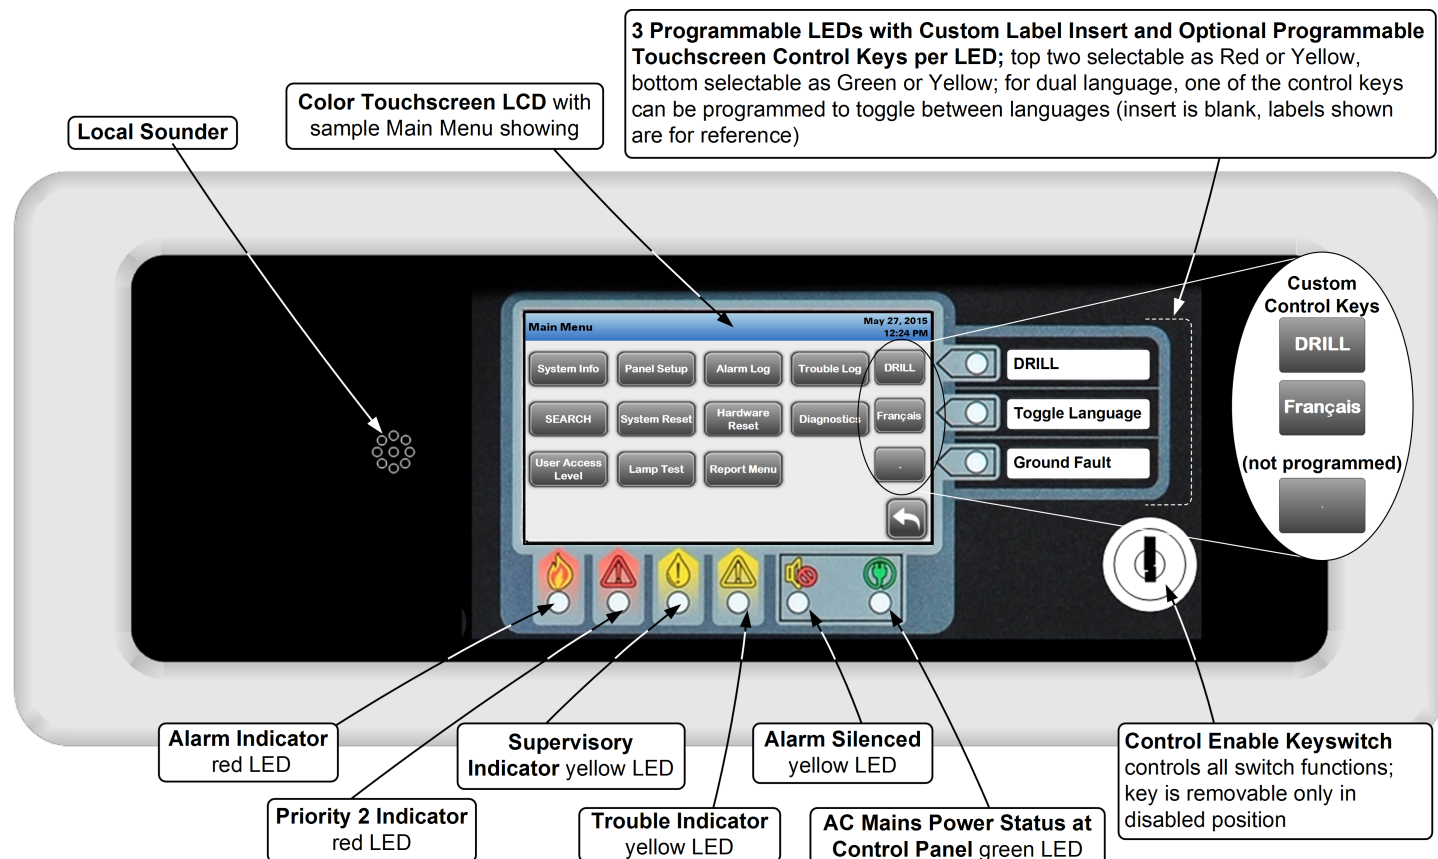 3 Programmable LEDs with Custom Label Insert and Optional Programmable
Touchscreen Control Keys per LED; top two selectable as Red or Yellow,
bottom selectable as Green or Yellow; for dual language, one of the control keys
can be programmed to toggle between languages (insert is blank, labels shown
are for reference)
Color Touchscreen LCD with
sample Main Menu showing
Local Sounder
Custom
Control Keys
DRILL
Français
(not programmed)
.
Main Menu
May 27, 2015
12:24 PM
System Info
Panel Setup
Alarm Log
Trouble Log
DRILL
SEARCH
System Reset
Hardware
Reset
Diagnostics
Français
User Access
Level
Lamp Test
Report Menu
.
DRILL
Toggle Language
Ground Fault
Alarm Indicator
red LED
Supervisory
Indicator yellow LED
Alarm Silenced
yellow LED
Control Enable Keyswitch
controls all switch functions;
key is removable only in
disabled position
Priority 2 Indicator
red LED
Trouble Indicator
yellow LED
AC Mains Power Status at
Control Panel green LED